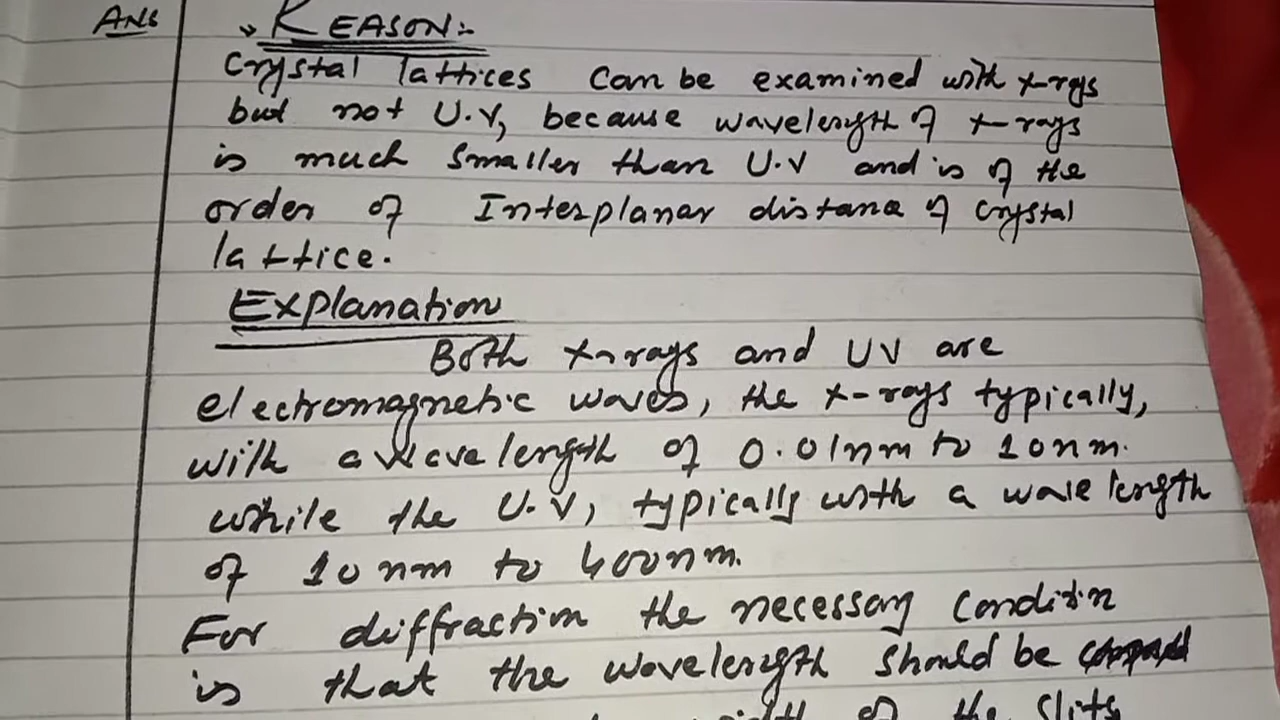 Ans
REASON:-
Crystal lattices can be examined with x-rays
but not U.V, because wavelength of x-rays
is much smaller than U.V and is of the
order of Interplanar distance of crystal
lattice.
Explanation
Both x-rays and UV are
electromagnetic waves, the x-rays typically,
with a wavelength of 0.01nm to 10nm.
while the U.V, typically with a wavelength
of 10nm to 400nm.
For diffraction the necessary condition
is that the wavelength should be
of the slits